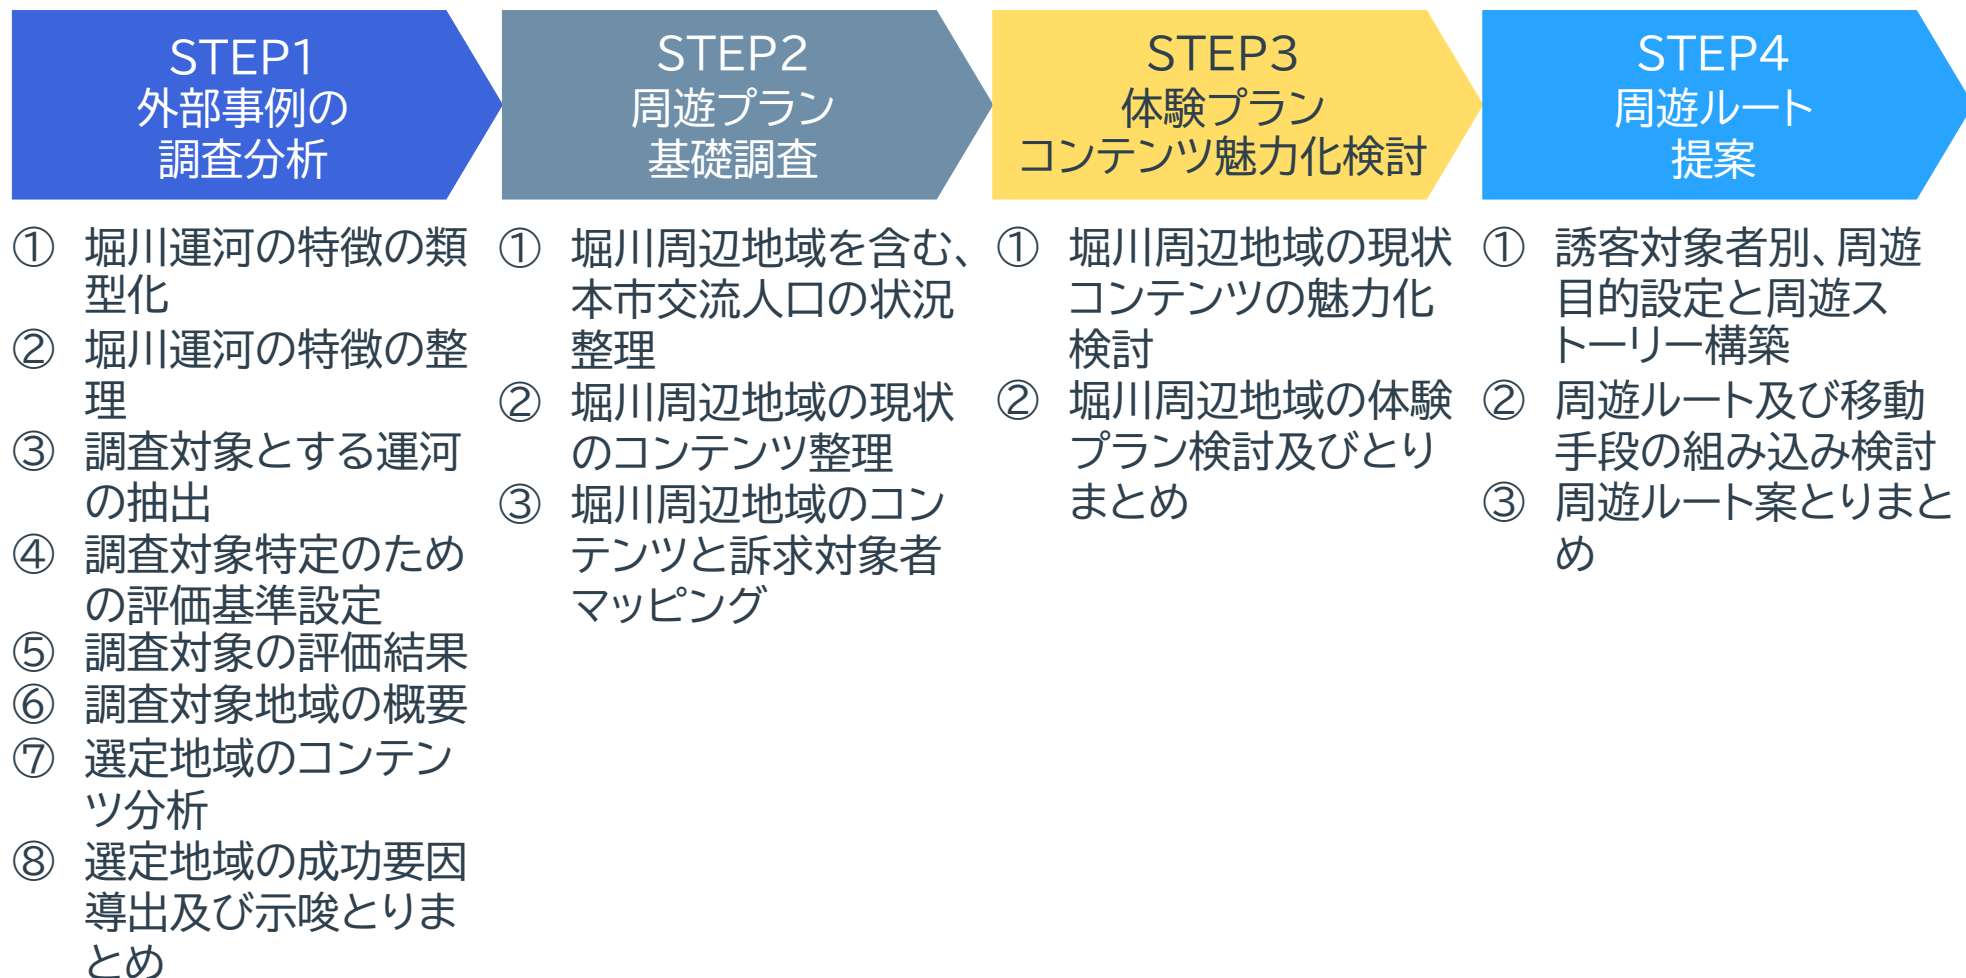 STEP1
外部事例の
調査分析
① 堀川運河の特徴の類
型化
② 堀川運河の特徴の整
理
③ 調査対象とする運河
の抽出
④ 調査対象特定のため
の評価基準設定
⑤ 調査対象の評価結果
⑥ 調査対象地域の概要
⑦ 選定地域のコンテン
ツ分析
⑧ 選定地域の成功要因
導出及び示唆とりま
とめ
STEP2
周遊プラン
基礎調査
① 堀川周辺地域を含む、
本市交流人口の状況
整理
② 堀川周辺地域の現状
のコンテンツ整理
③ 堀川周辺地域のコン
テンツと訴求対象者
マッピング
STEP3
体験プラン
コンテンツ魅力化検討
① 堀川周辺地域の現状
コンテンツの魅力化
検討
② 堀川周辺地域の体験
プラン検討及びとり
まとめ
STEP4
周遊ルート
提案
① 誘客対象者別、周遊
目的設定と周遊ス
トーリー構築
② 周遊ルート及び移動
手段の組み込み検討
③ 周遊ルート案とりまと
め